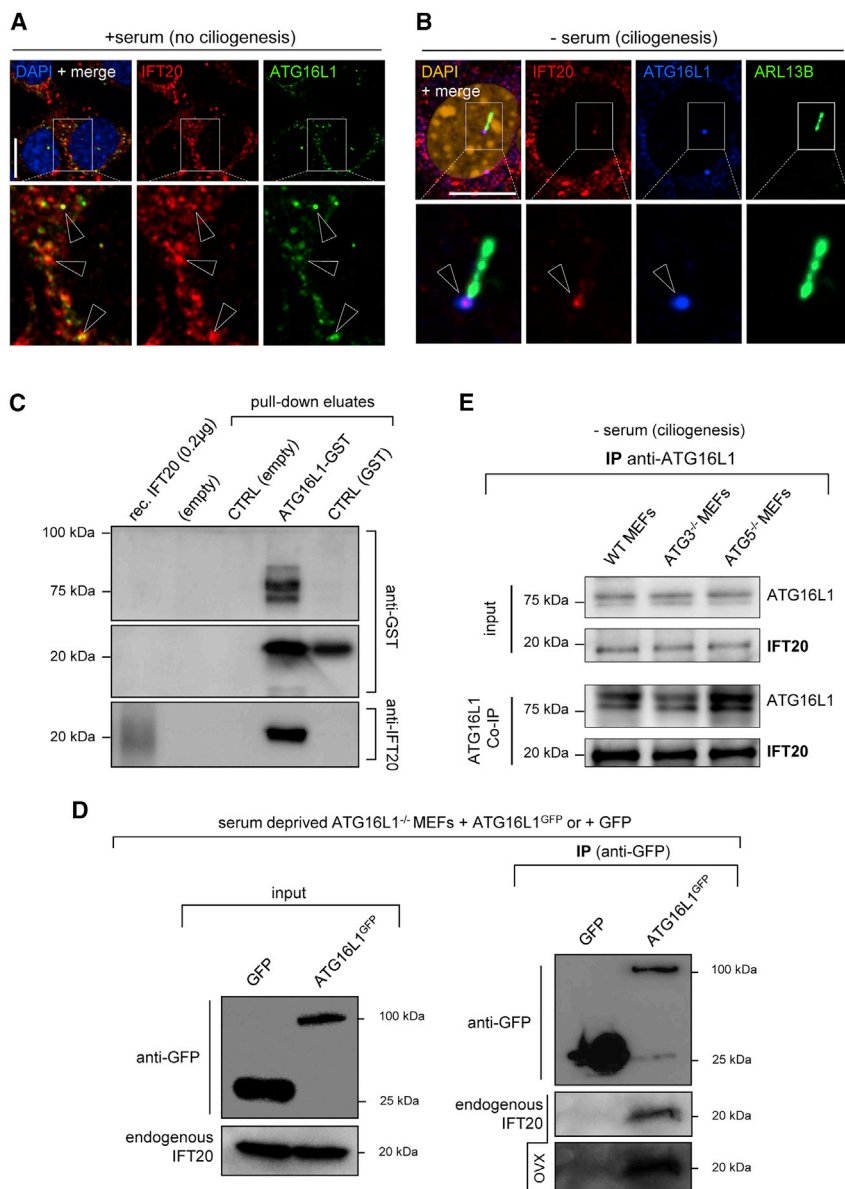 A
+serum (no ciliogenesis)
DAPI + merge
IFT20
ATG16L1
B
- serum (ciliogenesis)
DAPI
+ merge
IFT20
ATG16L1
ARL13B
C
pull-down eluates
rec. IFT20 (0.2µg)
(empty)
CTRL (empty)
ATG16L1-GST
CTRL (GST)
100 kDa
75 kDa
20 kDa
anti-GST
20 kDa
anti-IFT20
E
- serum (ciliogenesis)
IP anti-ATG16L1
WT MEFs
ATG3-/- MEFs
ATG5-/- MEFs
input
75 kDa
ATG16L1
20 kDa
IFT20
ATG16L1
Co-IP
75 kDa
ATG16L1
20 kDa
IFT20
D
serum deprived ATG16L1-/- MEFs + ATG16L1GFP or + GFP
input
GFP
ATG16L1GFP
anti-GFP
100 kDa
25 kDa
endogenous
IFT20
20 kDa
IP (anti-GFP)
GFP
ATG16L1GFP
anti-GFP
100 kDa
25 kDa
endogenous
IFT20
20 kDa
OVX
20 kDa